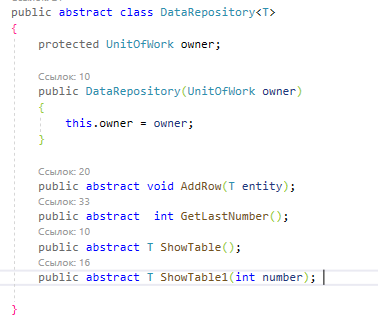 public abstract class DataRepository<T>
{
protected UnitOfWork owner;
Ссылок: 10
public DataRepository(UnitOfWork owner)
{
this.owner = owner;
}
Ссылок: 20
public abstract void AddRow(T entity);
Ссылок: 33
public abstract  int GetLastNumber();
Ссылок: 10
public abstract T ShowTable();
Ссылок: 16
public abstract T ShowTable1(int number);
}